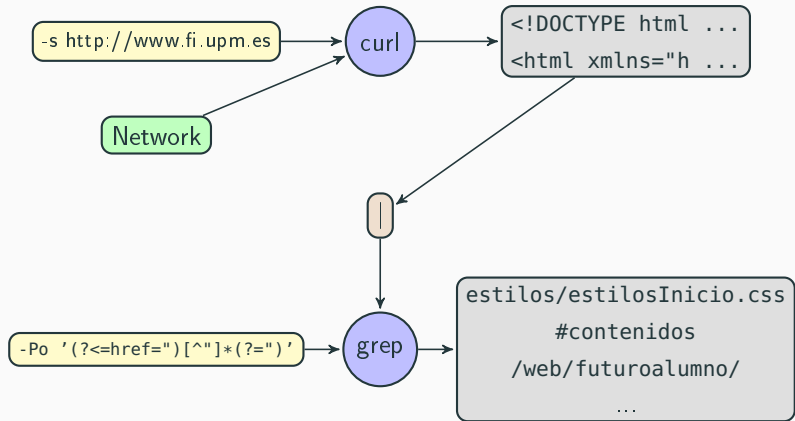 -s http://www.fi.upm.es
curl
<!DOCTYPE html ...
<html xmlns="h ...
Network
|
-Po '(?<=href=")[^"]*(?=")'
grep
estilos/estilosInicio.css
#contenidos
/web/futuroalumno/
...